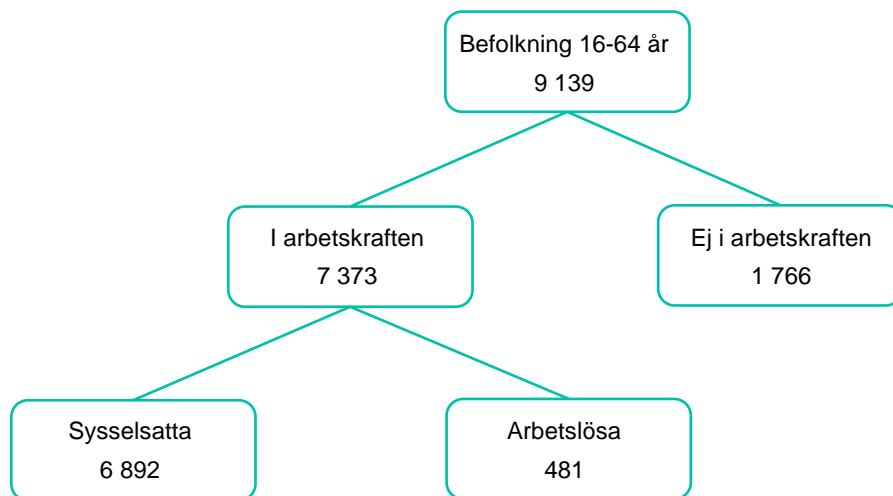 Befolkning 16-64 år
9 139
I arbetskraften
7 373
Ej i arbetskraften
1 766
Sysselsatta
6 892
Arbetslösa
481